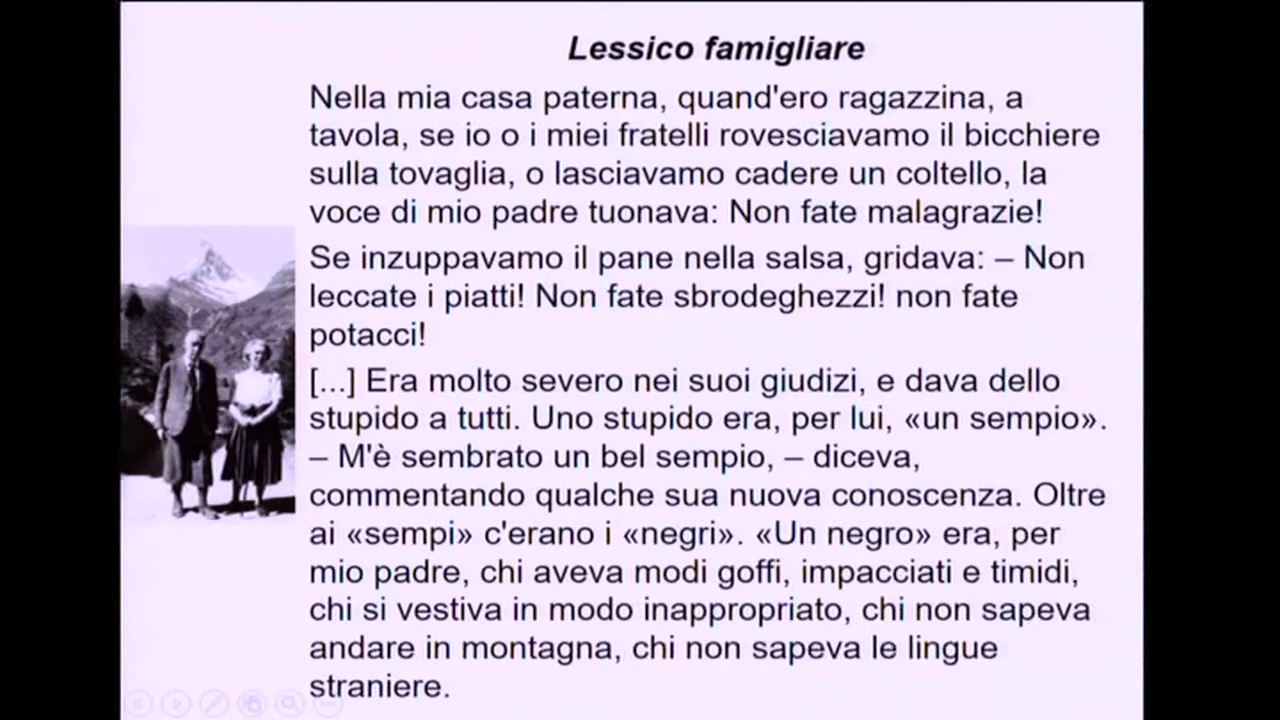 Lessico famigliare
Nella mia casa paterna, quand'ero ragazzina, a
tavola, se io o i miei fratelli rovesciavamo il bicchiere
sulla tovaglia, o lasciavamo cadere un coltello, la
voce di mio padre tuonava: Non fate malagrazie!
Se inzuppavamo il pane nella salsa, gridava: – Non
leccate i piatti! Non fate sbrodeghezzi! non fate
potacci!
[...] Era molto severo nei suoi giudizi, e dava dello
stupido a tutti. Uno stupido era, per lui, «un sempio».
– M'è sembrato un bel sempio, – diceva,
commentando qualche sua nuova conoscenza. Oltre
ai «sempi» c'erano i «negri». «Un negro» era, per
mio padre, chi aveva modi goffi, impacciati e timidi,
chi si vestiva in modo inappropriato, chi non sapeva
andare in montagna, chi non sapeva le lingue
straniere.